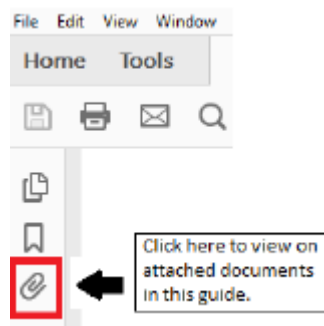 File Edit View Window
Home Tools
Click here to view on
attached documents
in this guide.